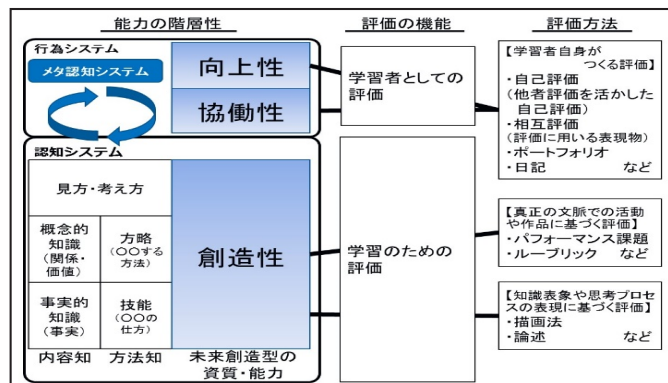 能力の階層性
評価の機能
評価方法
行為システム
メタ認知システム
向上性
協働性
学習者としての
評価
【学習者自身が
つくる評価】
・自己評価
(他者評価を活かした
自己評価)
・相互評価
(評価に用いる表現物)
・ポートフォリオ
・日記 など
認知システム
見方・考え方
概念的
知識
(関係・
価値)
方略
(〇〇する
方法)
事実的
知識
(事実)
技能
(〇〇の
仕方)
創造性
内容知
方法知
未来創造型の
資質・能力
学習のための
評価
【真正の文脈での活動
や作品に基づく評価】
・パフォーマンス課題
・ルーブリック など
【知識表象や思考プロセ
スの表現に基づく評価】
・描画法
・論述 など